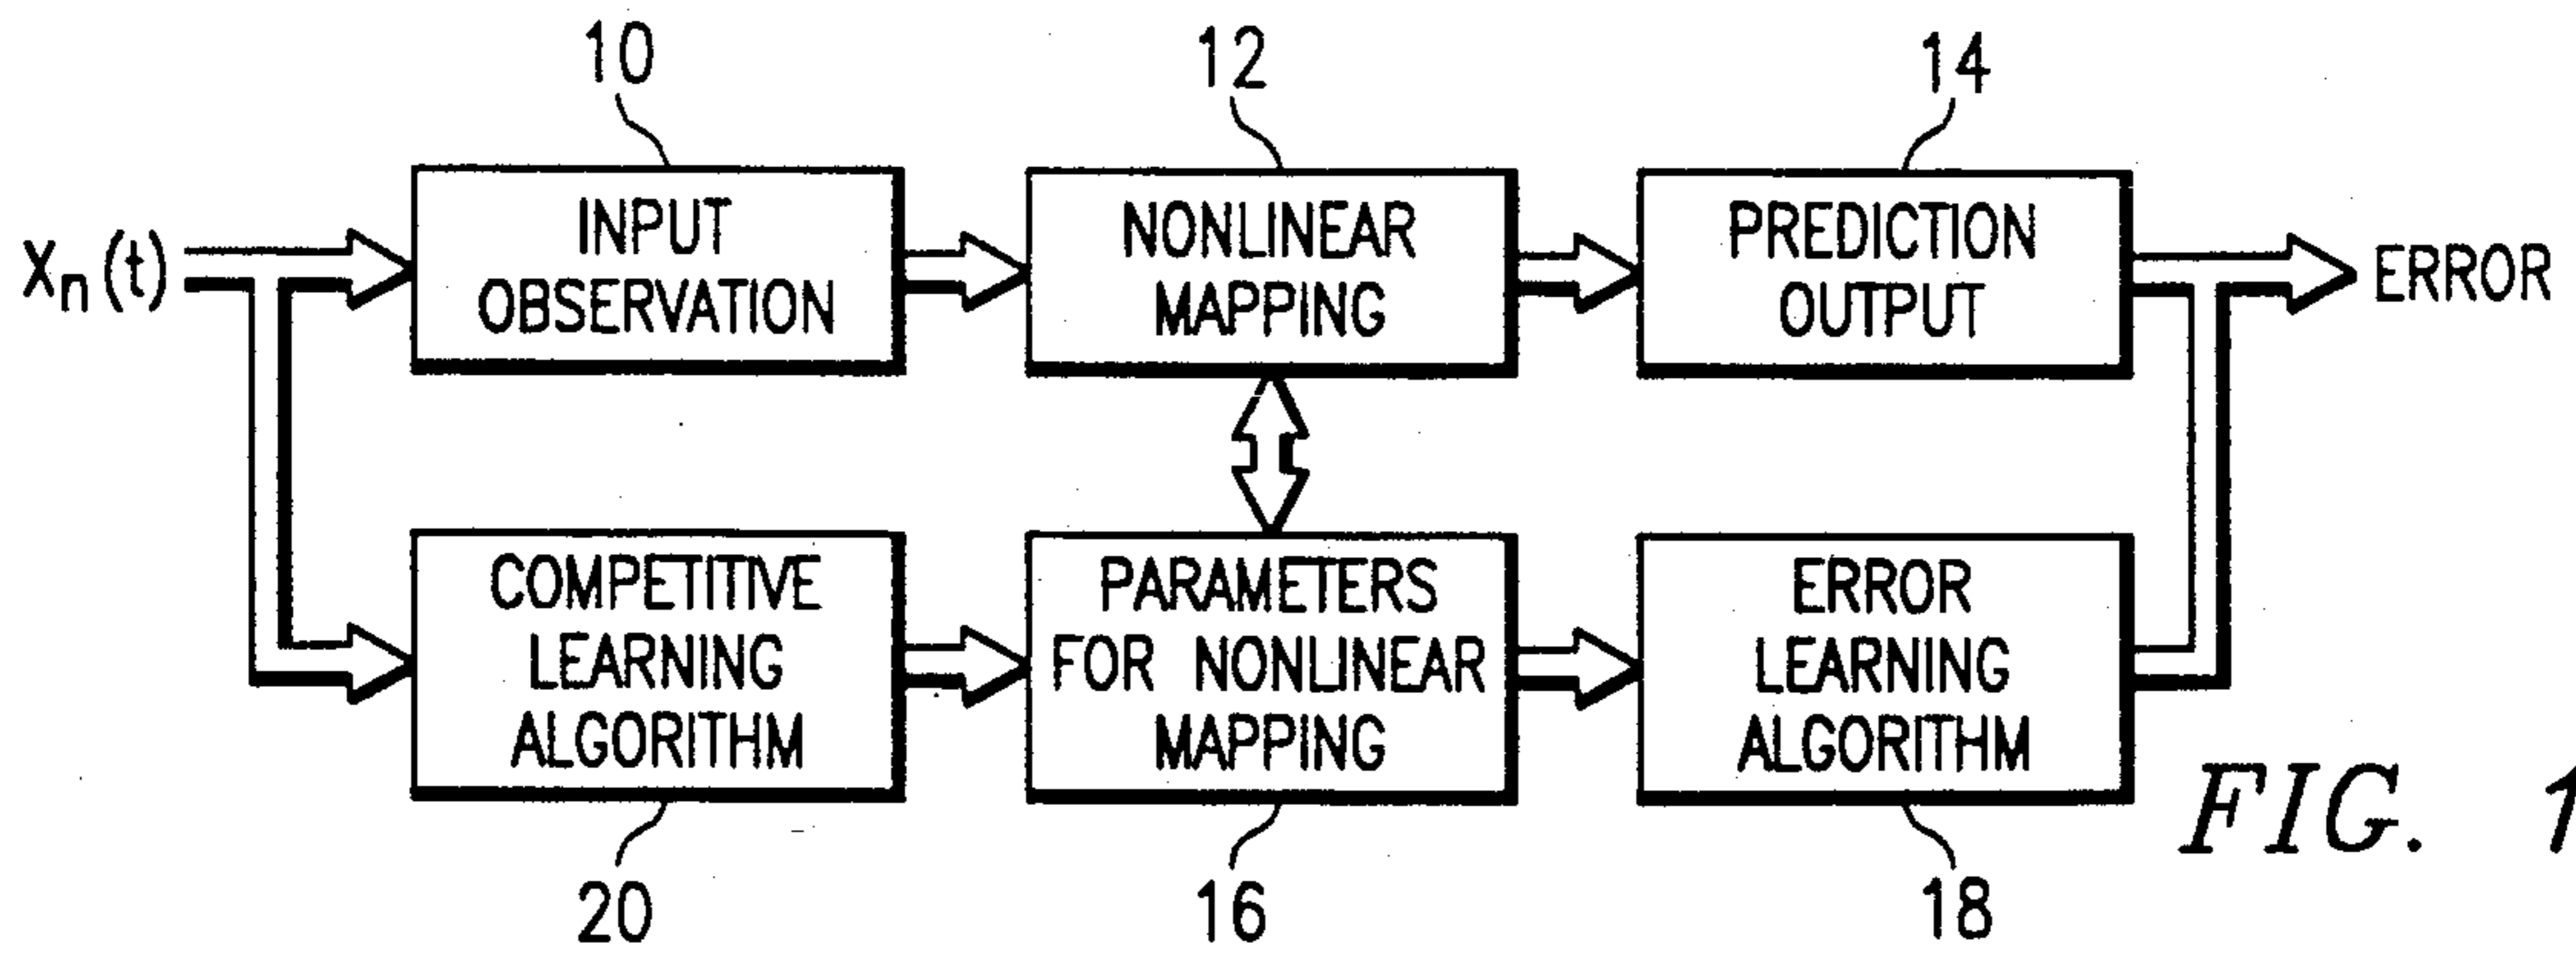 10
12
14
Xn(t)
INPUT
OBSERVATION
NONLINEAR
MAPPING
PREDICTION
OUTPUT
ERROR
COMPETITIVE
LEARNING
ALGORITHM
PARAMETERS
FOR NONLINEAR
MAPPING
ERROR
LEARNING
ALGORITHM
20
16
18
FIG. 1